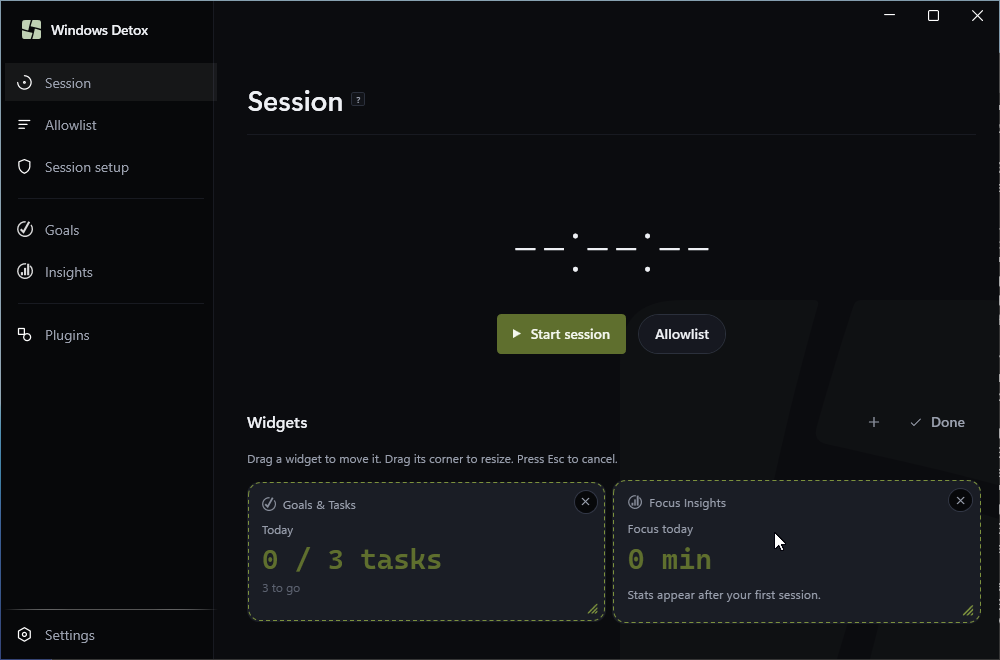 Windows Detox
Session
Allowlist
Session setup
Goals
Insights
Plugins
Settings
Session ?
__:__:__
Start session
Allowlist
Widgets
+ Done
Drag a widget to move it. Drag its corner to resize. Press Esc to cancel.
Goals & Tasks
Today
0 / 3 tasks
3 to go
Focus Insights
Focus today
0 min
Stats appear after your first session.